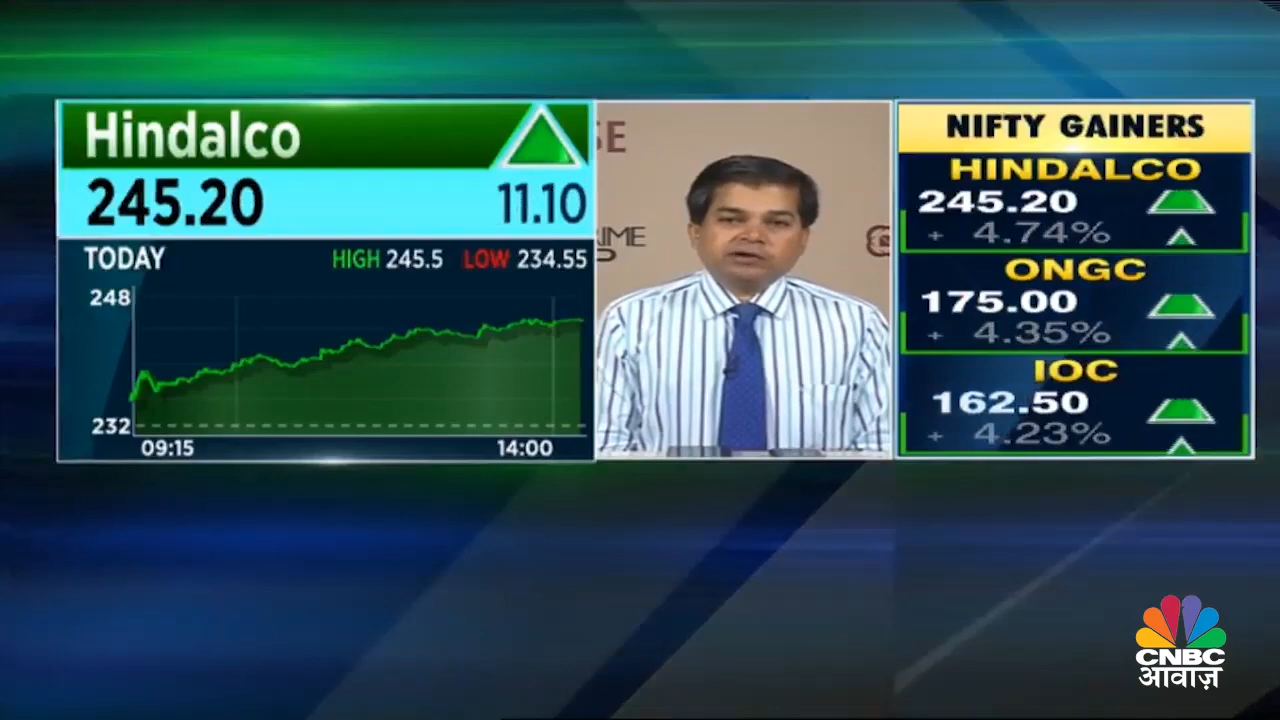 Hindalco
245.20 11.10
TODAY HIGH 245.5 LOW 234.55
248
232
09:15 14:00
SE
NIFTY GAINERS
HINDALCO
245.20
+ 4.74%
ONGC
175.00
+ 4.35%
IOC
162.50
+ 4.23%
CNBC
आवाज़